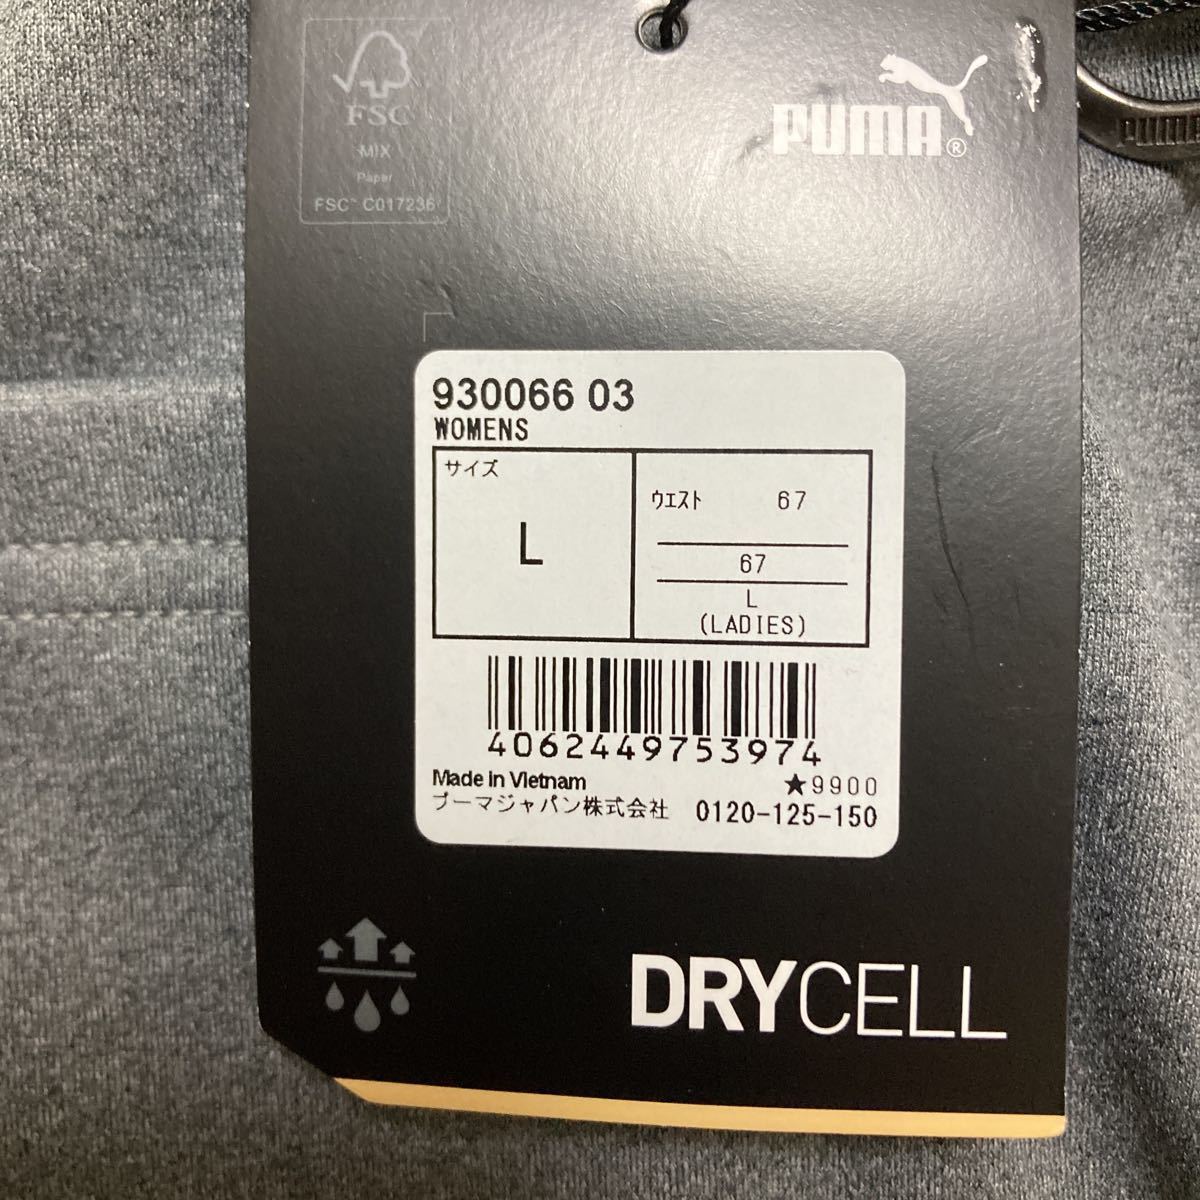 FSC
MIX
Paper
FSC™ C017236
PUMA®
PUMA
930066 03
WOMENS
サイズ
L
ウエスト 67
67
L
(LADIES)
4062449753974
Made in Vietnam
★9900
プーマジャパン株式会社 0120-125-150
DRYCELL